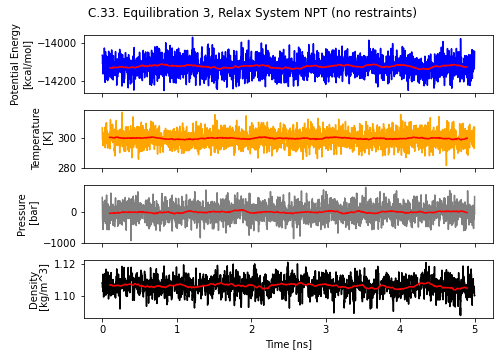 C.33. Equilibration 3, Relax System NPT (no restraints)
Potential Energy
[kcal/mol]
−14000
−14200
Temperature
[K]
300
280
Pressure
[bar]
0
−1000
Density
[kg/m^3]
1.12
1.10
0 1 2 3 4 5
Time [ns]